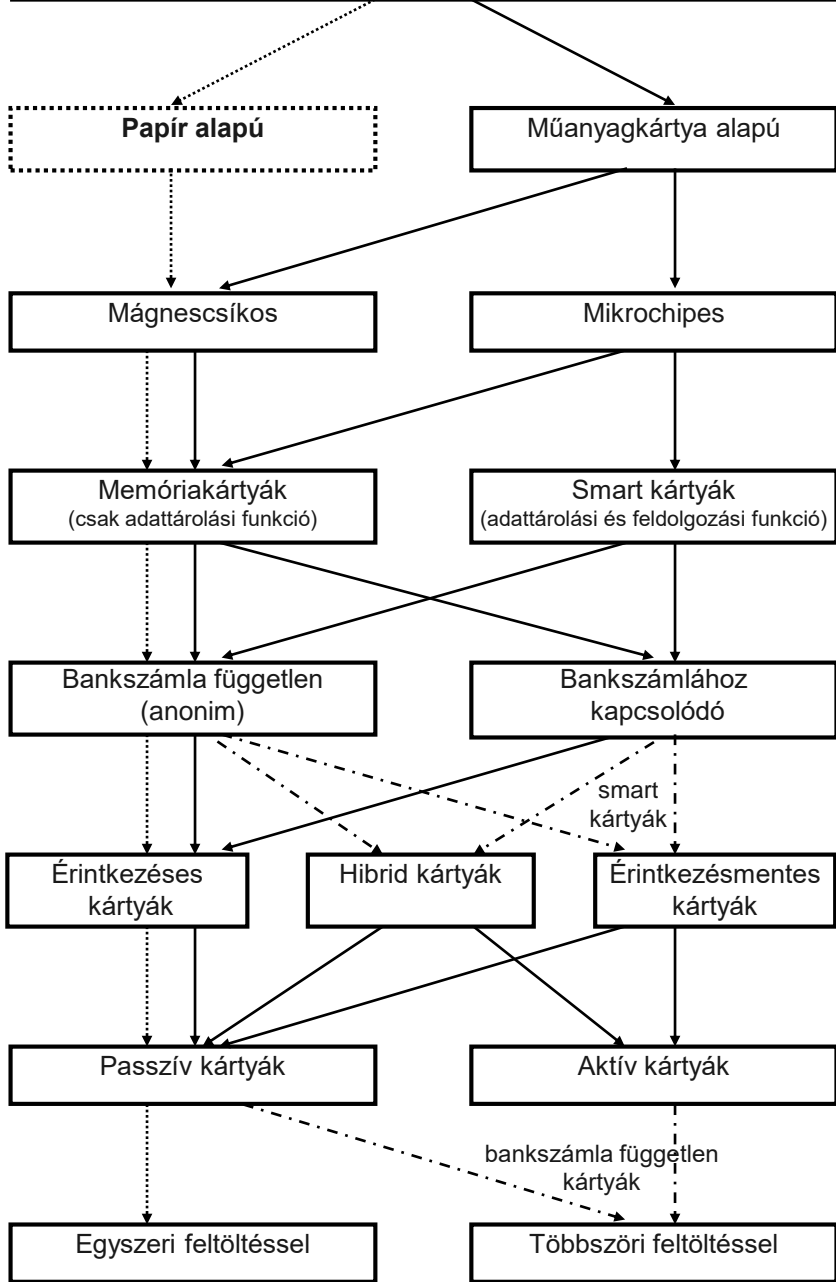 Papír alapú
Műanyagkártya alapú
Mágnescsíkos
Mikrochipes
Memóriakártyák
(csak adattárolási funkció)
Smart kártyák
(adattárolási és feldolgozási funkció)
Bankszámla független
(anonim)
Bankszámlához
kapcsolódó
smart
kártyák
Érintkezéses
kártyák
Hibrid kártyák
Érintkezésmentes
kártyák
Passzív kártyák
Aktív kártyák
bankszámla független
kártyák
Egyszeri feltöltéssel
Többszöri feltöltéssel